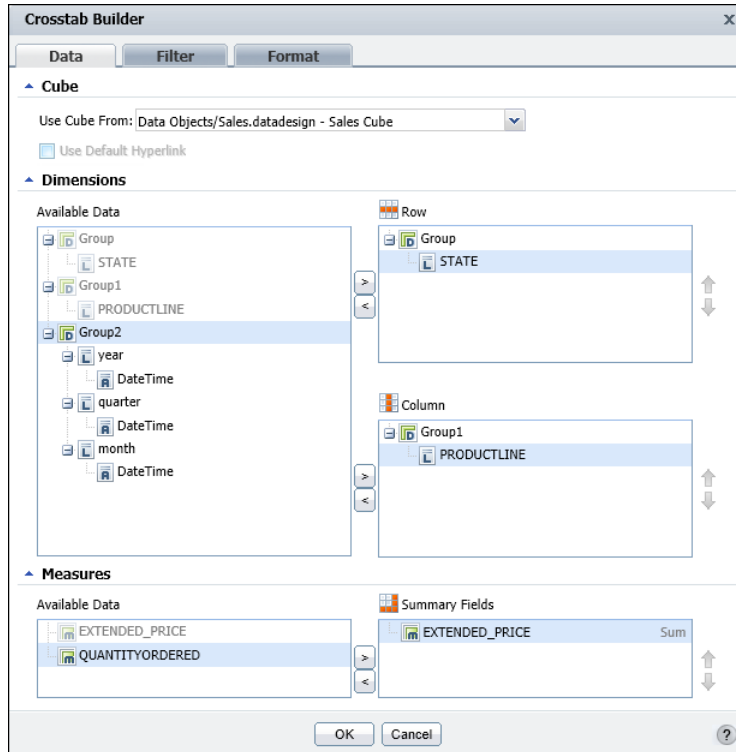 Crosstab Builder x
Data Filter Format
Cube
Use Cube From: Data Objects/Sales.datadesign - Sales Cube
Use Default Hyperlink
Dimensions
Available Data
Group
STATE
Group1
PRODUCTLINE
Group2
year
DateTime
quarter
DateTime
month
DateTime
>
<
>
<
Row
Group
STATE
Column
Group1
PRODUCTLINE
Measures
Available Data
EXTENDED_PRICE
QUANTITYORDERED
>
<
Summary Fields
EXTENDED_PRICE Sum
OK Cancel ?